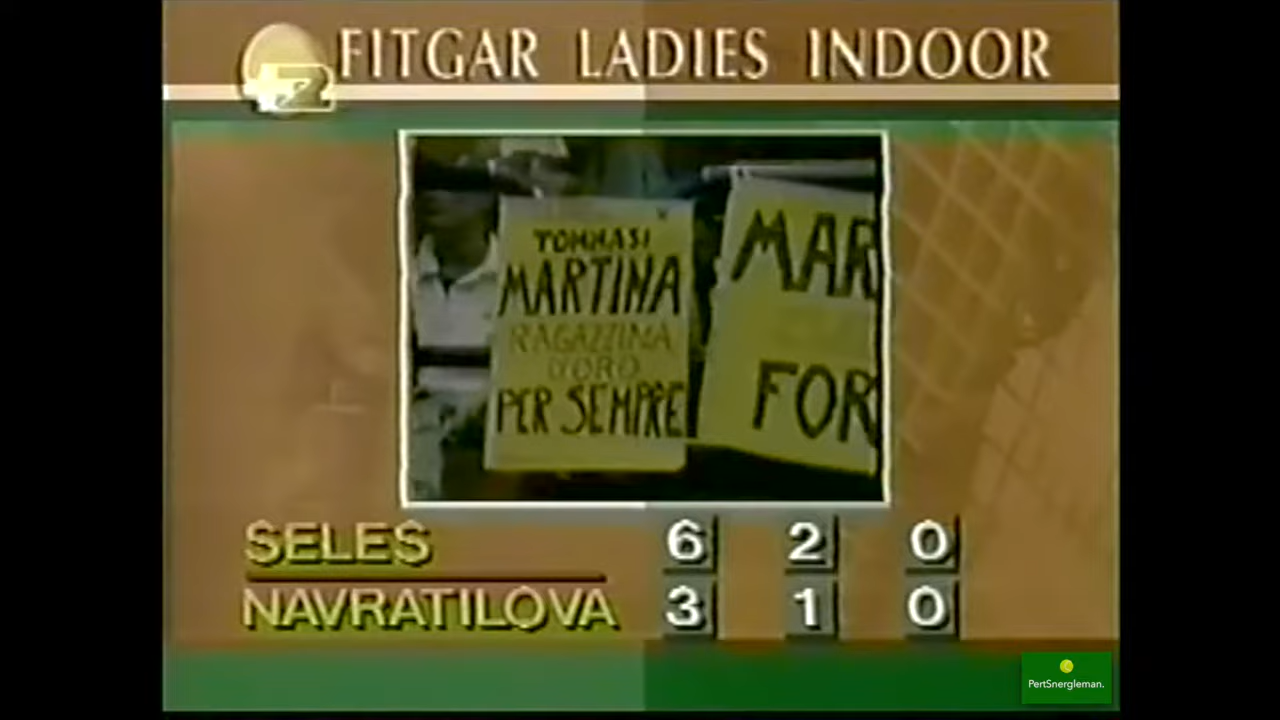 FITGAR LADIES INDOOR
+2
TOMMASI
MARTINA
RAGAZZINA
D'ORO
PER SEMPRE
MAR
FOR
SELES 6 2 0
NAVRATILOVA 3 1 0
PertSnergleman.